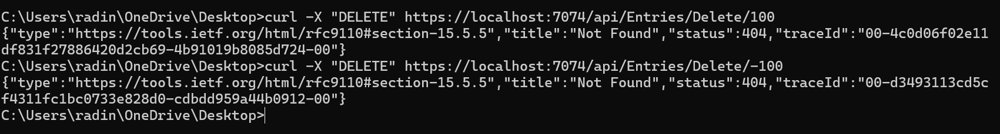 C:\Users\radin\OneDrive\Desktop>curl -X "DELETE" https://localhost:7074/api/Entries/Delete/100
{"type":"https://tools.ietf.org/html/rfc9110#section-15.5.5","title":"Not Found","status":404,"traceId":"00-4c0d06f02e11
df831f27886420d2cb69-4b91019b8085d724-00"}
C:\Users\radin\OneDrive\Desktop>curl -X "DELETE" https://localhost:7074/api/Entries/Delete/-100
{"type":"https://tools.ietf.org/html/rfc9110#section-15.5.5","title":"Not Found","status":404,"traceId":"00-d3493113cd5c
f4311fc1bc0733e828d0-cdbdd959a44b0912-00"}
C:\Users\radin\OneDrive\Desktop>